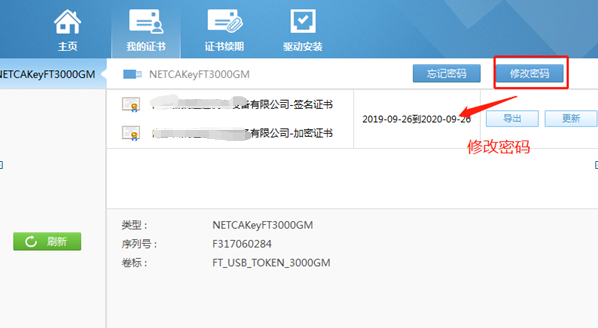 主页 我的证书 证书续期 驱动安装
NETCAKeyFT3000GM NETCAKeyFT3000GM 忘记密码 修改密码
备有限公司-签名证书
有限公司-加密证书
2019-09-26到2020-09-26 导出 更新
修改密码
刷新
类型： NETCAKeyFT3000GM
序列号： F317060284
卷标： FT_USB_TOKEN_3000GM